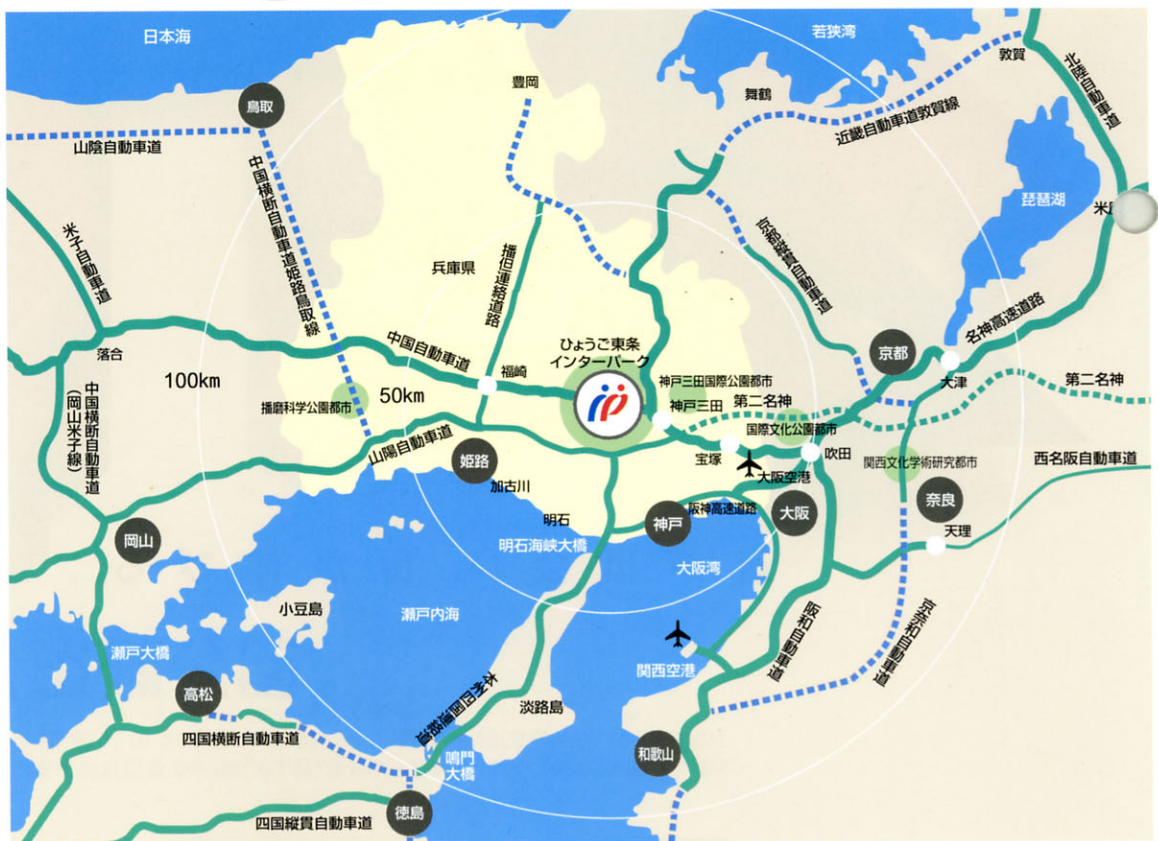 日本海
若狭湾
敦賀
北陸自動車道
豊岡
舞鶴
鳥取
近畿自動車道敦賀線
山陰自動車道
中国横断自動車道姫路鳥取線
琵琶湖
米
米子自動車道
兵庫県
播但連絡道路
京都縦貫自動車道
名神高速道路
落合
中国自動車道
ひょうご東条
インターパーク
京都
大津
100km
福崎
50km
播磨科学公園都市
神戸三田国際公園都市
神戸三田
第二名神
第二名神
中国横断自動車道
(岡山米子線)
山陽自動車道
国際文化公園都市
宝塚
吹田
大阪空港
関西文化学術研究都市
西名阪自動車道
姫路
加古川
奈良
岡山
明石
神戸
阪神高速道路
大阪
天理
明石海峡大橋
大阪湾
小豆島
瀬戸内海
阪和自動車道
京奈和自動車道
瀬戸大橋
関西空港
高松
本州四国連絡道
淡路島
四国横断自動車道
和歌山
鳴門
大橋
徳島
四国縦貫自動車道